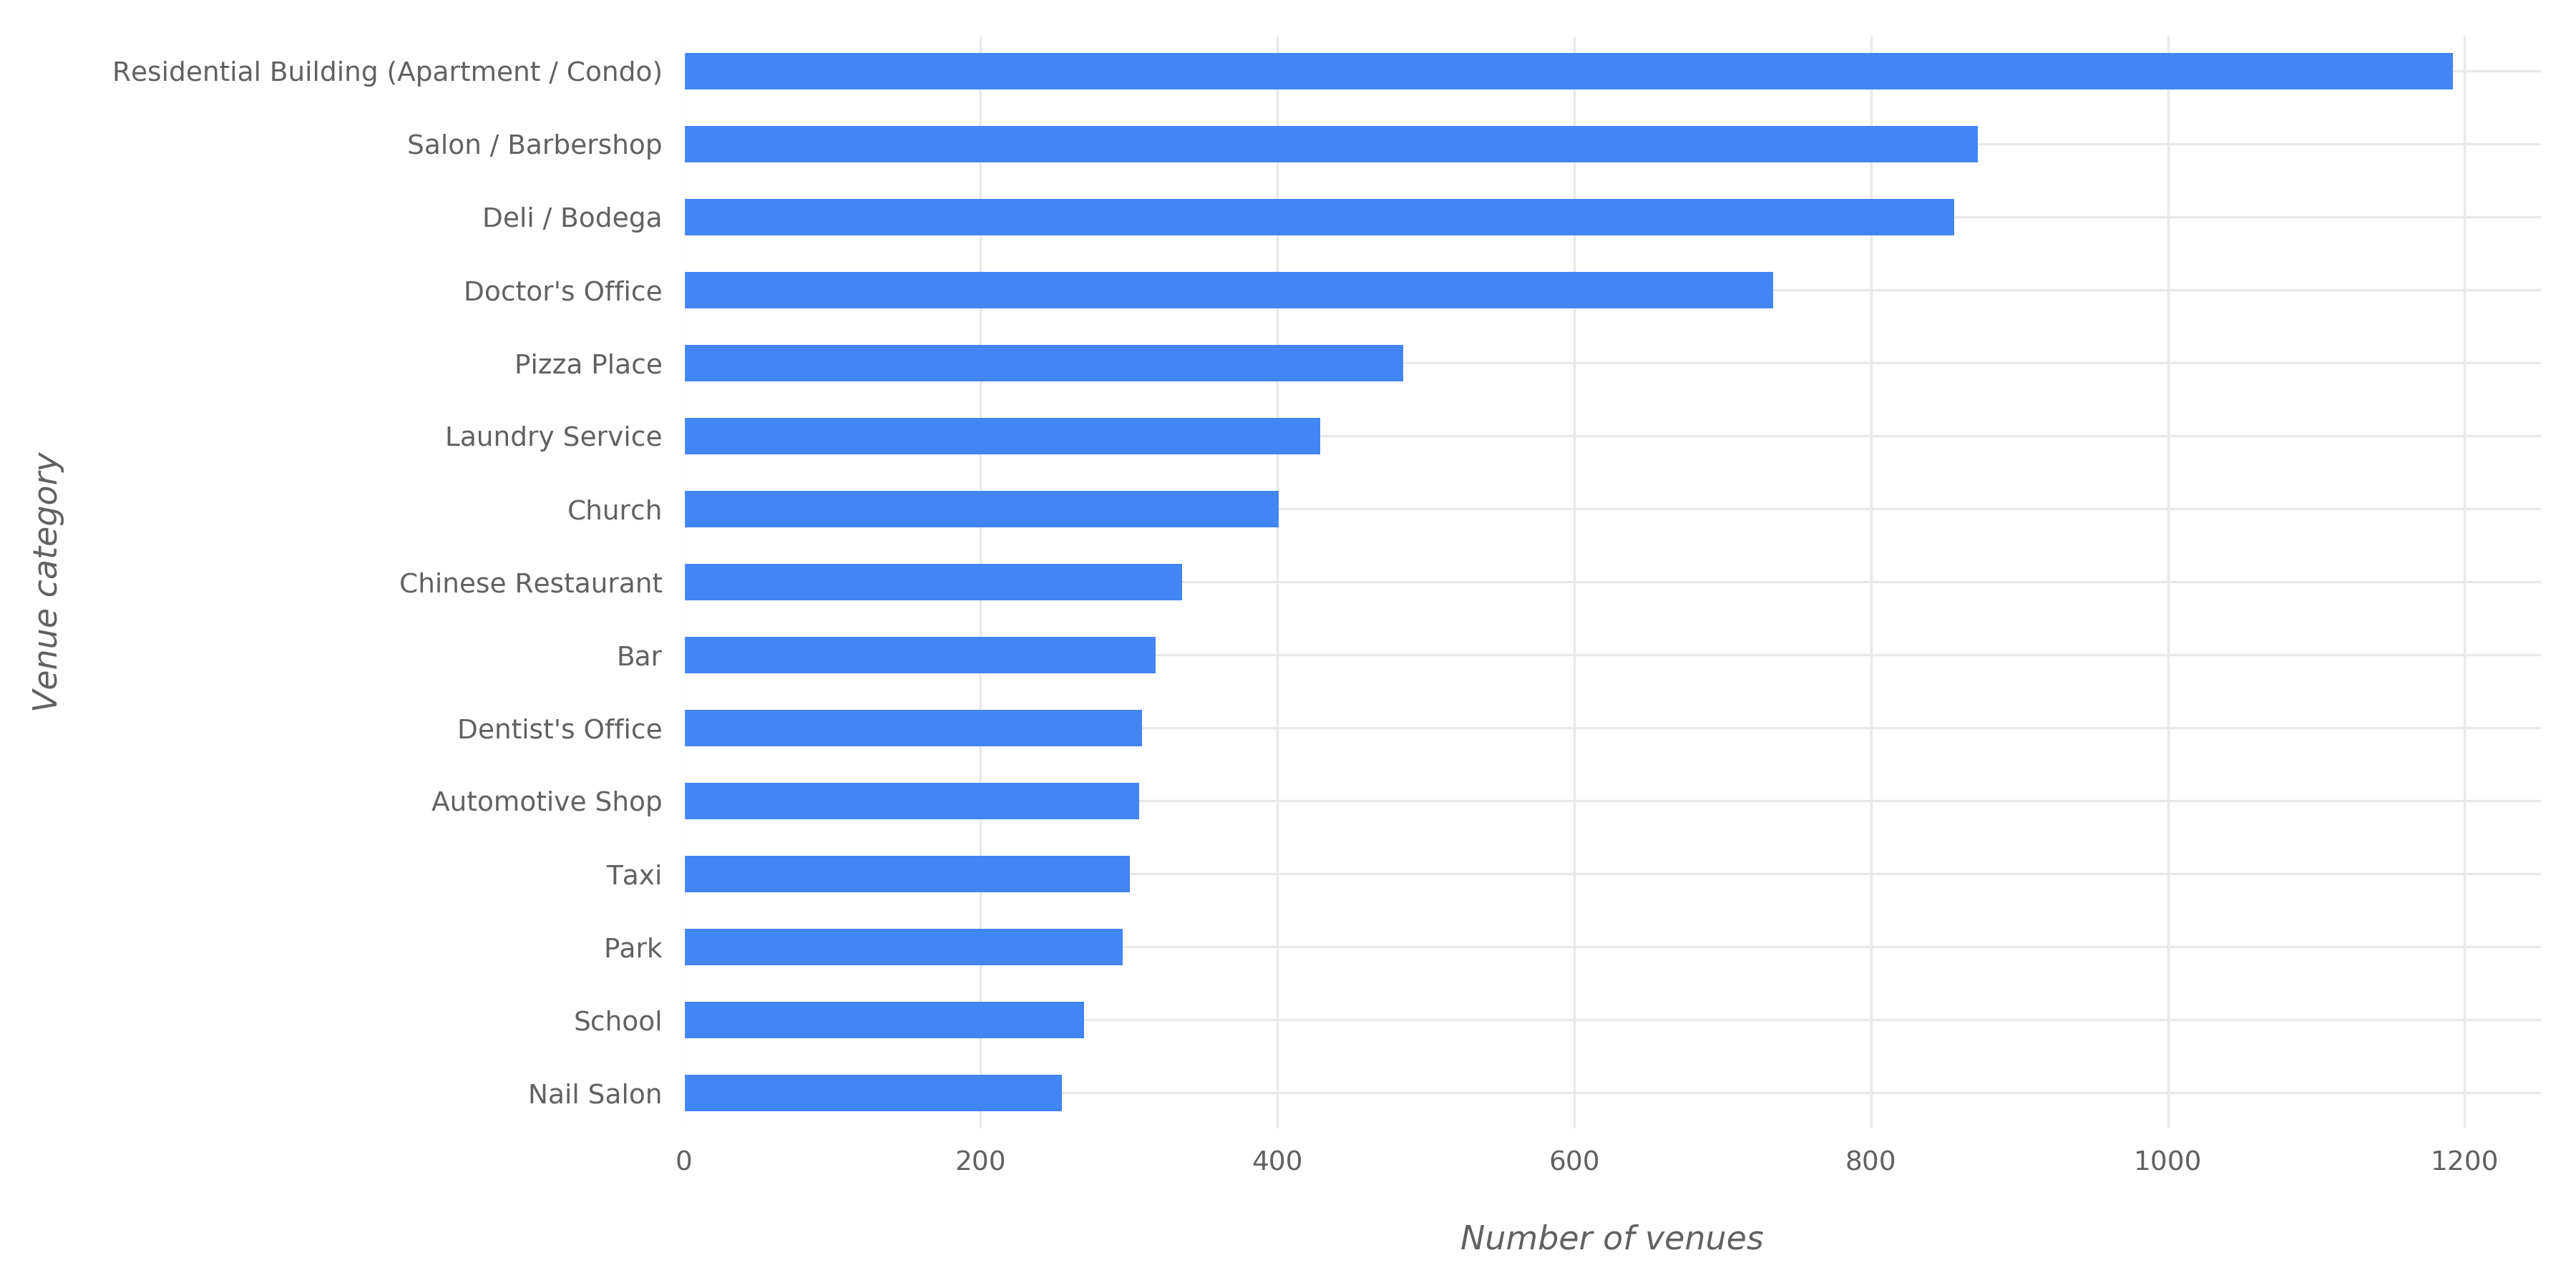 Residential Building (Apartment / Condo)
Salon / Barbershop
Deli / Bodega
Doctor's Office
Pizza Place
Laundry Service
Church
Chinese Restaurant
Bar
Dentist's Office
Automotive Shop
Taxi
Park
School
Nail Salon
Venue category
0 200 400 600 800 1000 1200
Number of venues